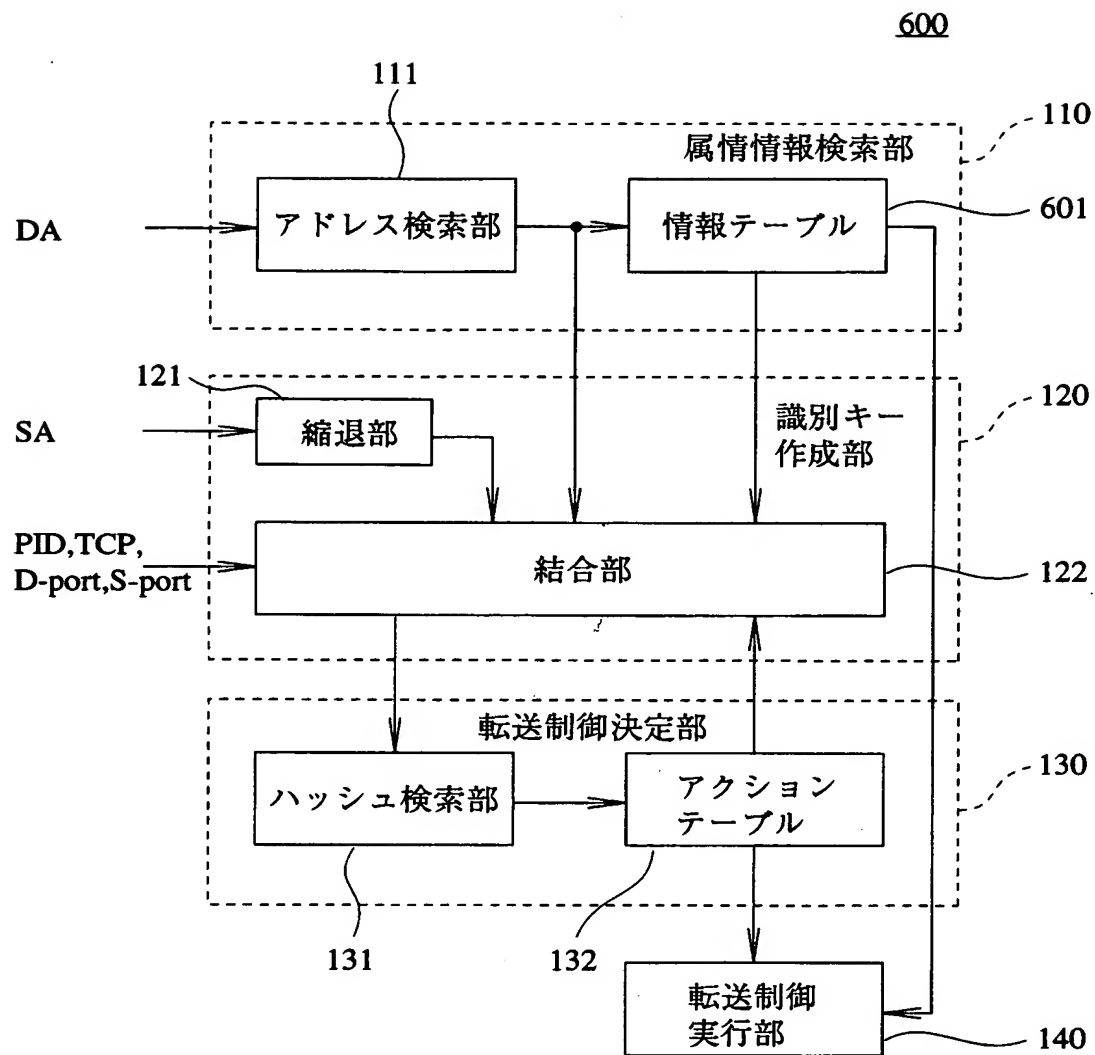 600
111
110
属情情報検索部
DA
アドレス検索部
情報テーブル
601
121
120
SA
縮退部
識別キー
作成部
PID,TCP,
D-port,S-port
結合部
122
転送制御決定部
130
ハッシュ検索部
アクション
テーブル
131
132
転送制御
実行部
140